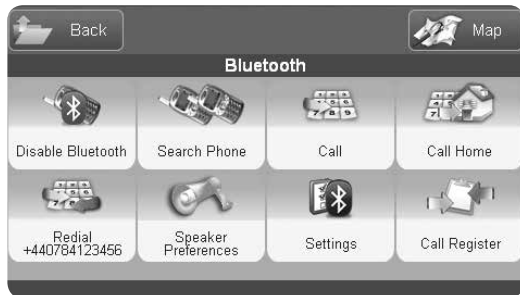 Back
Map
Bluetooth
Disable Bluetooth
Search Phone
Call
Call Home
Redial
+440784123456
Speaker
Preferences
Settings
Call Register